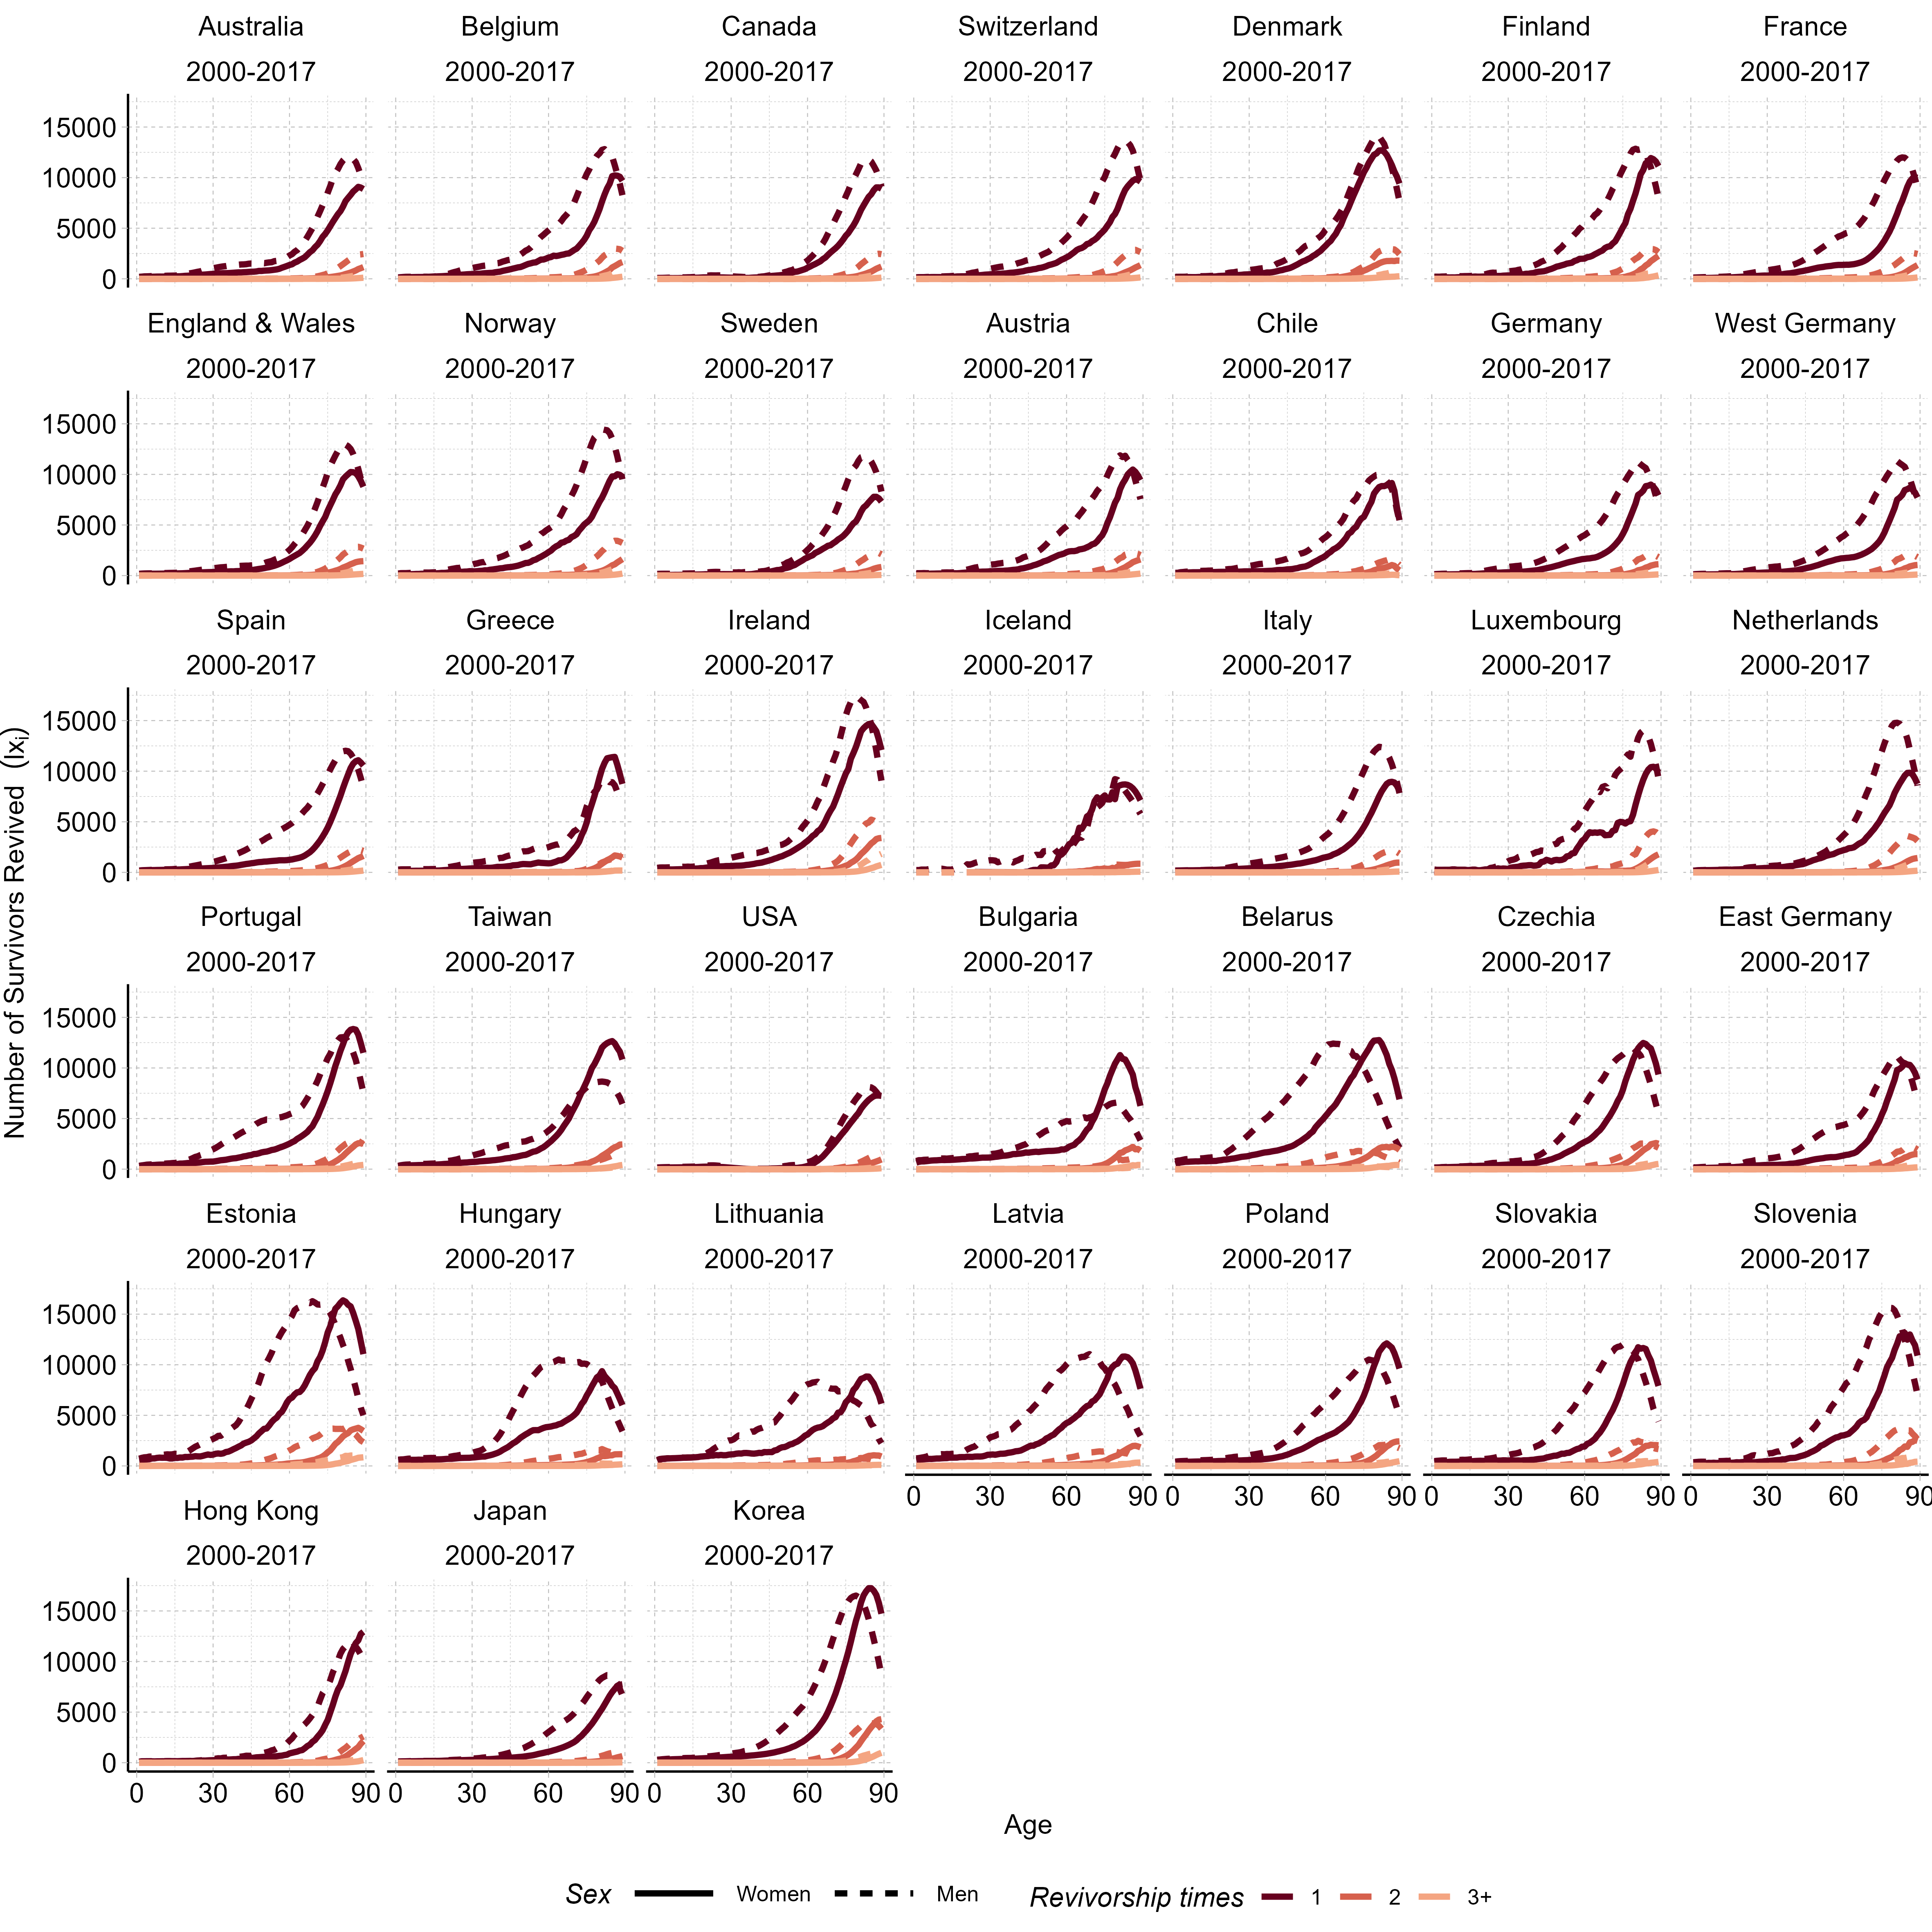 Australia Belgium Canada Switzerland Denmark Finland France
2000-2017 2000-2017 2000-2017 2000-2017 2000-2017 2000-2017 2000-2017
15000
10000
5000
0
England & Wales Norway Sweden Austria Chile Germany West Germany
2000-2017 2000-2017 2000-2017 2000-2017 2000-2017 2000-2017 2000-2017
15000
10000
5000
0
Spain Greece Ireland Iceland Italy Luxembourg Netherlands
2000-2017 2000-2017 2000-2017 2000-2017 2000-2017 2000-2017 2000-2017
15000
10000
5000
0
Number of Survivors Revived (lxi)
Portugal Taiwan USA Bulgaria Belarus Czechia East Germany
2000-2017 2000-2017 2000-2017 2000-2017 2000-2017 2000-2017 2000-2017
15000
10000
5000
0
Estonia Hungary Lithuania Latvia Poland Slovakia Slovenia
2000-2017 2000-2017 2000-2017 2000-2017 2000-2017 2000-2017 2000-2017
15000
10000
5000
0
0 30 60 90 0 30 60 90 0 30 60 90 0 30 60 90
Hong Kong Japan Korea
2000-2017 2000-2017 2000-2017
15000
10000
5000
0
0 30 60 90 0 30 60 90 0 30 60 90
Age
Sex Women Men Revivorship times 1 2 3+